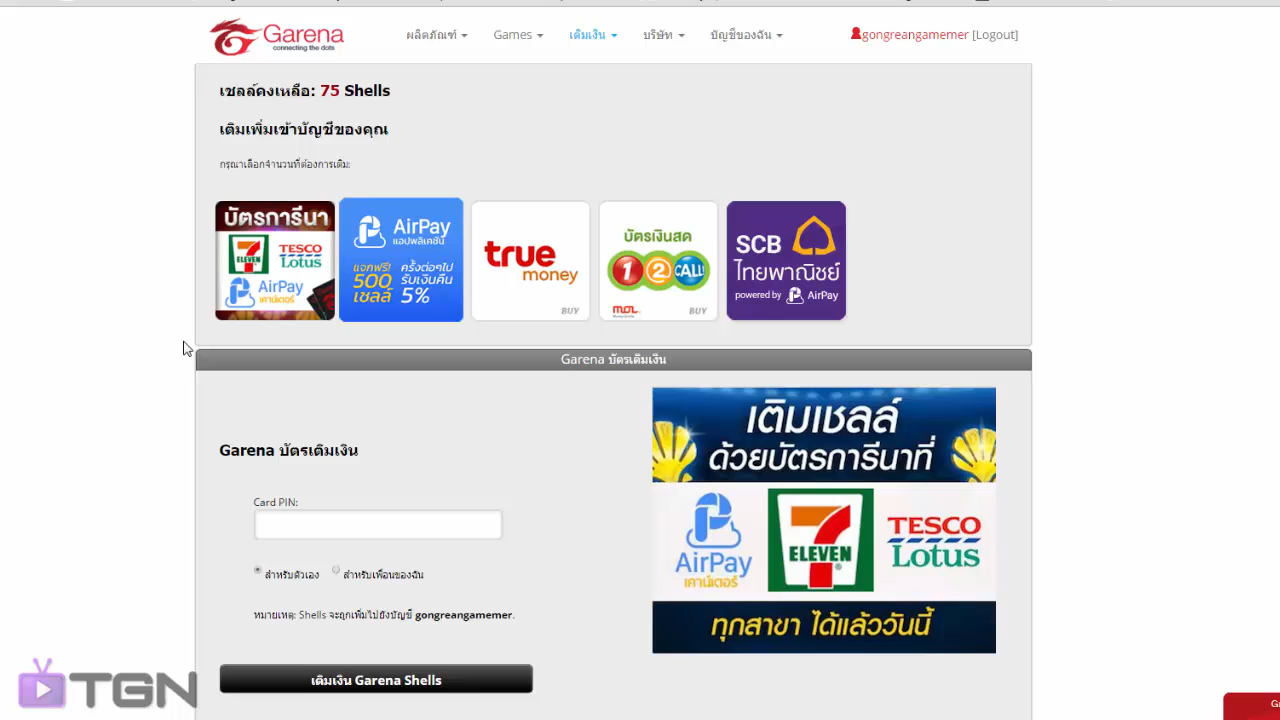 Garena
connecting the dots
ผลิตภัณฑ์
Games
เติมเงิน
บริษัท
บัญชีของฉัน
gongreangamemer [Logout]
เชลล์คงเหลือ: 75 Shells
เติมเพิ่มเข้าบัญชีของคุณ
กรุณาเลือกจำนวนที่ต้องการเติม:
บัตรการีนา
7
ELEVEN
TESCO
Lotus
AirPay
เคาน์เตอร์
AirPay
แอปพลิเคชัน
แจกฟรี!
500
เชลล์
ครั้งต่อๆไป
รับเงินคืน
5%
true
money
BUY
บัตรเงินสด
1 2 CALL
MOL
BUY
SCB
ไทยพาณิชย์
powered by AirPay
Garena บัตรเติมเงิน
Garena บัตรเติมเงิน
Card PIN:
สำหรับตัวเอง
สำหรับเพื่อนของฉัน
หมายเหตุ: Shells จะถูกเพิ่มไปยังบัญชี gongreangamemer.
เติมเงิน Garena Shells
เติมเชลล์
ด้วยบัตรการีนาที่
AirPay
เคาน์เตอร์
7
ELEVEN
TESCO
Lotus
ทุกสาขา ได้แล้ววันนี้
TGN